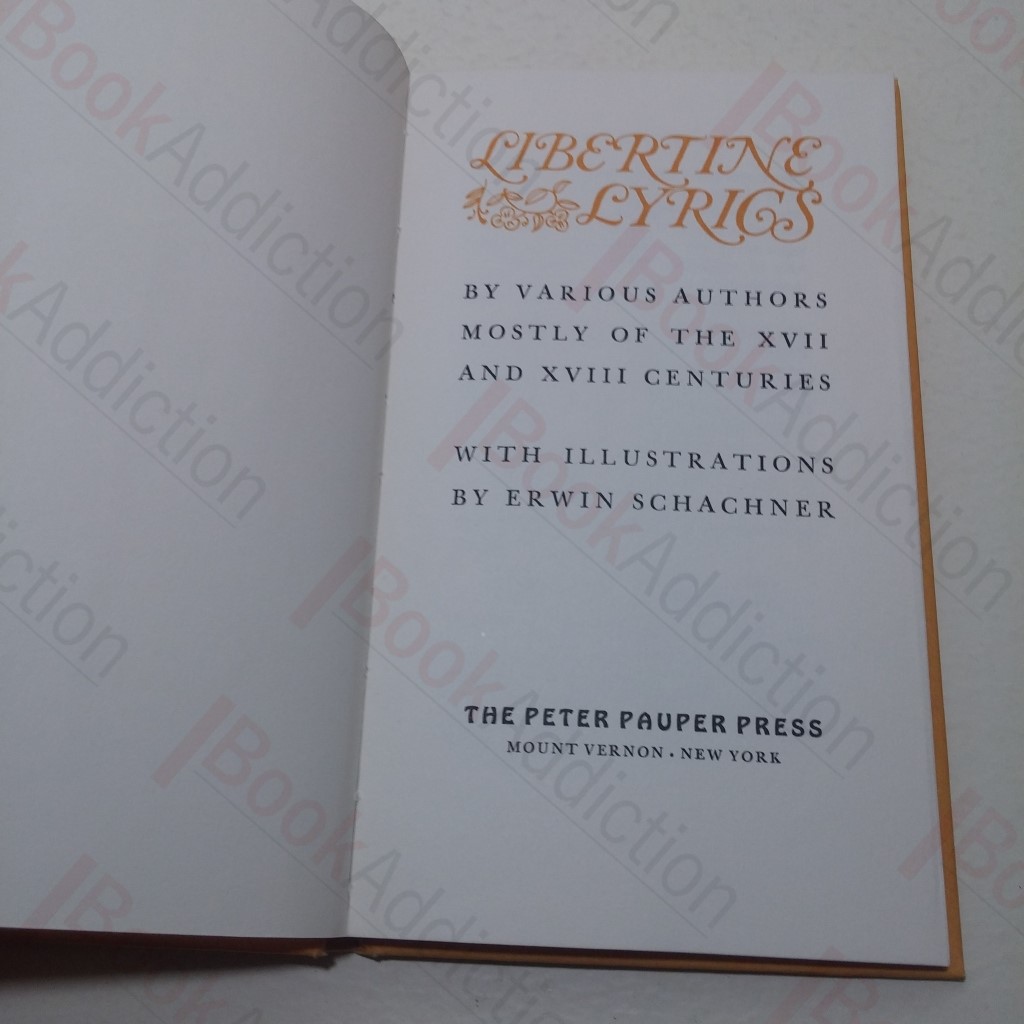 LIBERTINE
LYRICS
BY VARIOUS AUTHORS
MOSTLY OF THE XVII
AND XVIII CENTURIES
WITH ILLUSTRATIONS
BY ERWIN SCHACHNER
THE PETER PAUPER PRESS
MOUNT VERNON • NEW YORK
BookAddiction